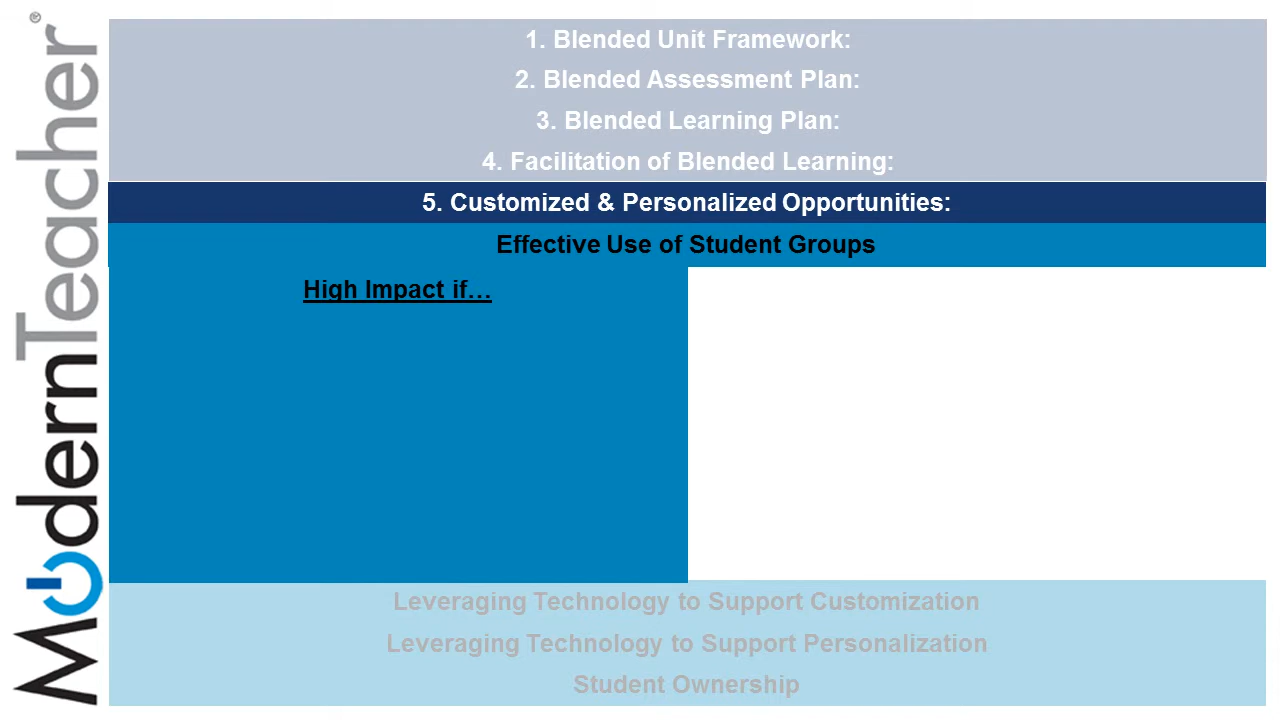 ModernTeacher®
1. Blended Unit Framework:
2. Blended Assessment Plan:
3. Blended Learning Plan:
4. Facilitation of Blended Learning:
5. Customized & Personalized Opportunities:
Effective Use of Student Groups
High Impact if…
Leveraging Technology to Support Customization
Leveraging Technology to Support Personalization
Student Ownership